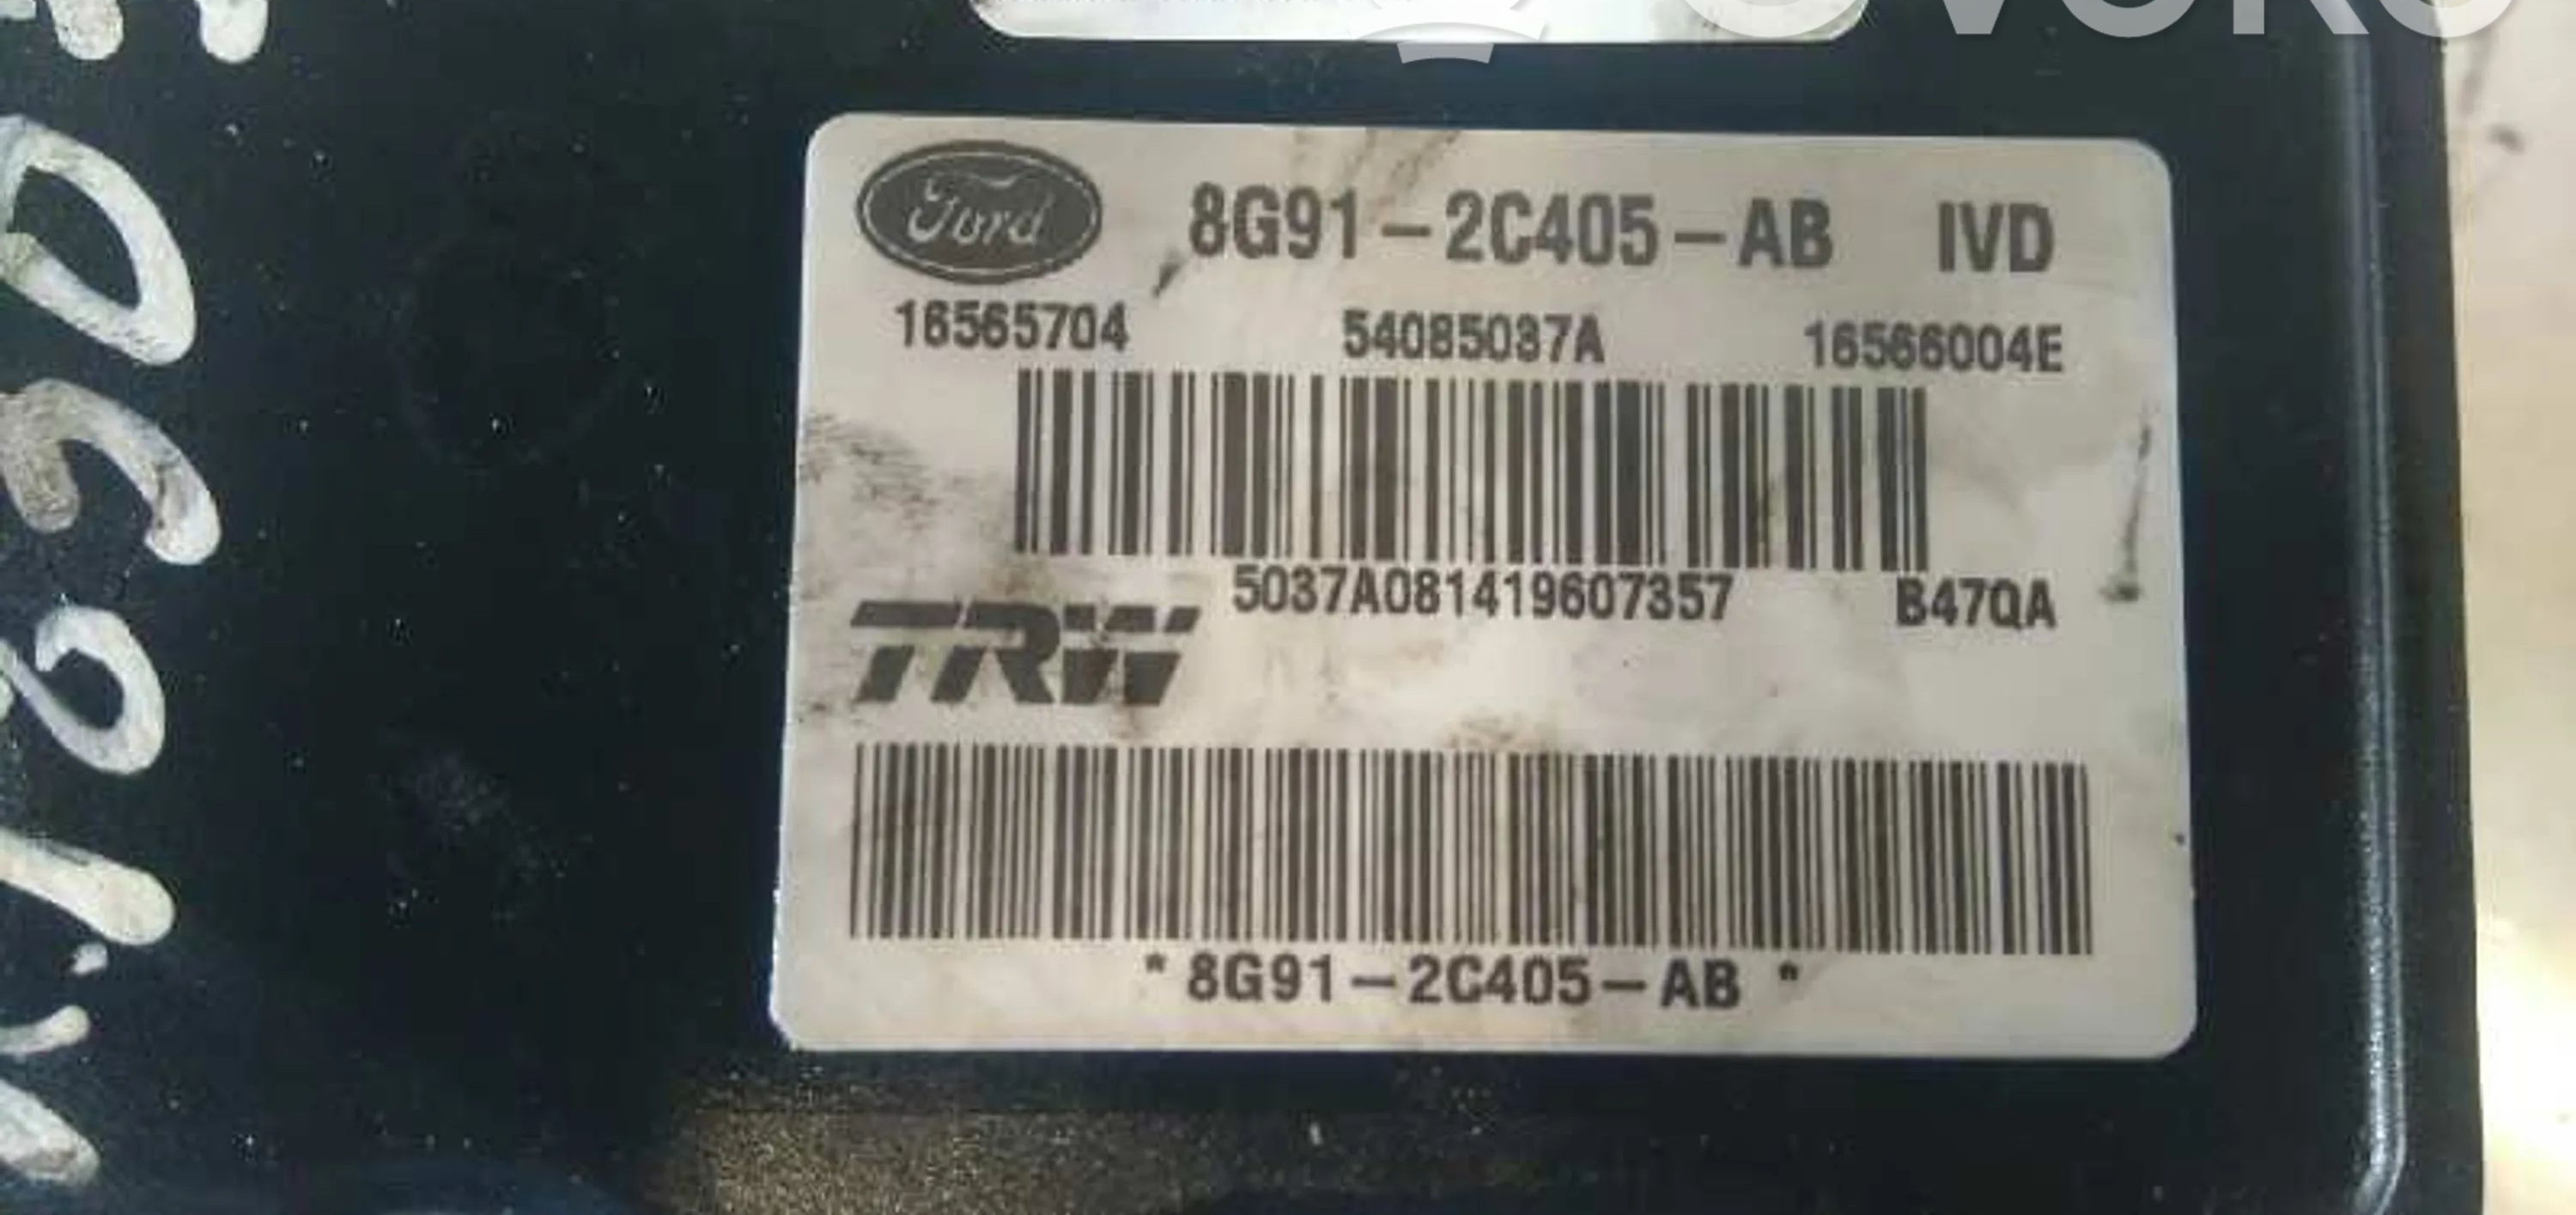 Ford 8G91-2C405-AB IVD
16565704 54085037A 16566004E
5037A081419607357 B47QA
TRW
*8G91-2C405-AB*